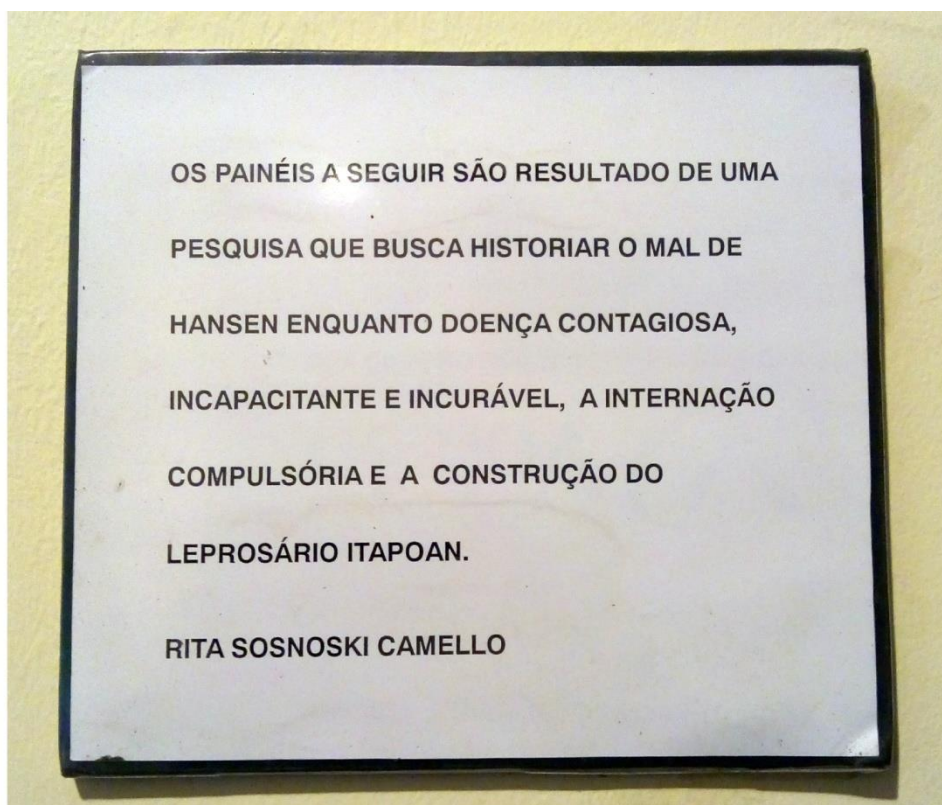 OS PAINÉIS A SEGUIR SÃO RESULTADO DE UMA
PESQUISA QUE BUSCA HISTORIAR O MAL DE
HANSEN ENQUANTO DOENÇA CONTAGIOSA,
INCAPACITANTE E INCURÁVEL, A INTERNAÇÃO
COMPULSÓRIA E A CONSTRUÇÃO DO
LEPROSÁRIO ITAPOAN.
RITA SOSNOSKI CAMELLO